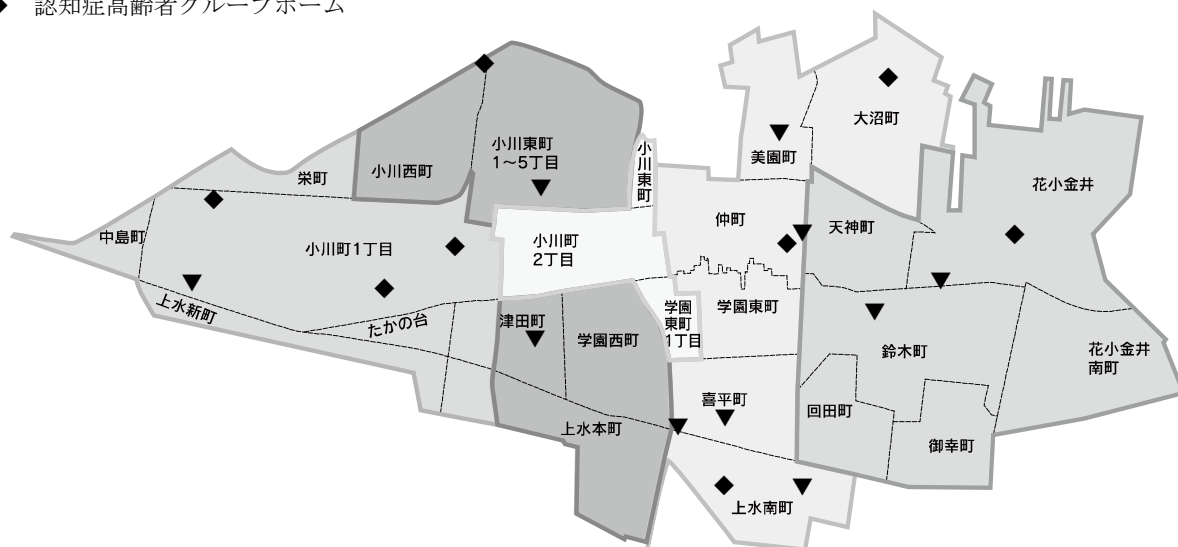 ◆ 認知症高齢者グループホーム
大沼町
小川東町
1～5丁目
小川東町
美園町
栄町
小川西町
花小金井
仲町
天神町
中島町
小川町1丁目
小川町
2丁目
上水新町
たかの台
津田町
学園西町
学園
東町
1丁目
学園東町
鈴木町
花小金井
南町
喜平町
回田町
上水本町
御幸町
上水南町